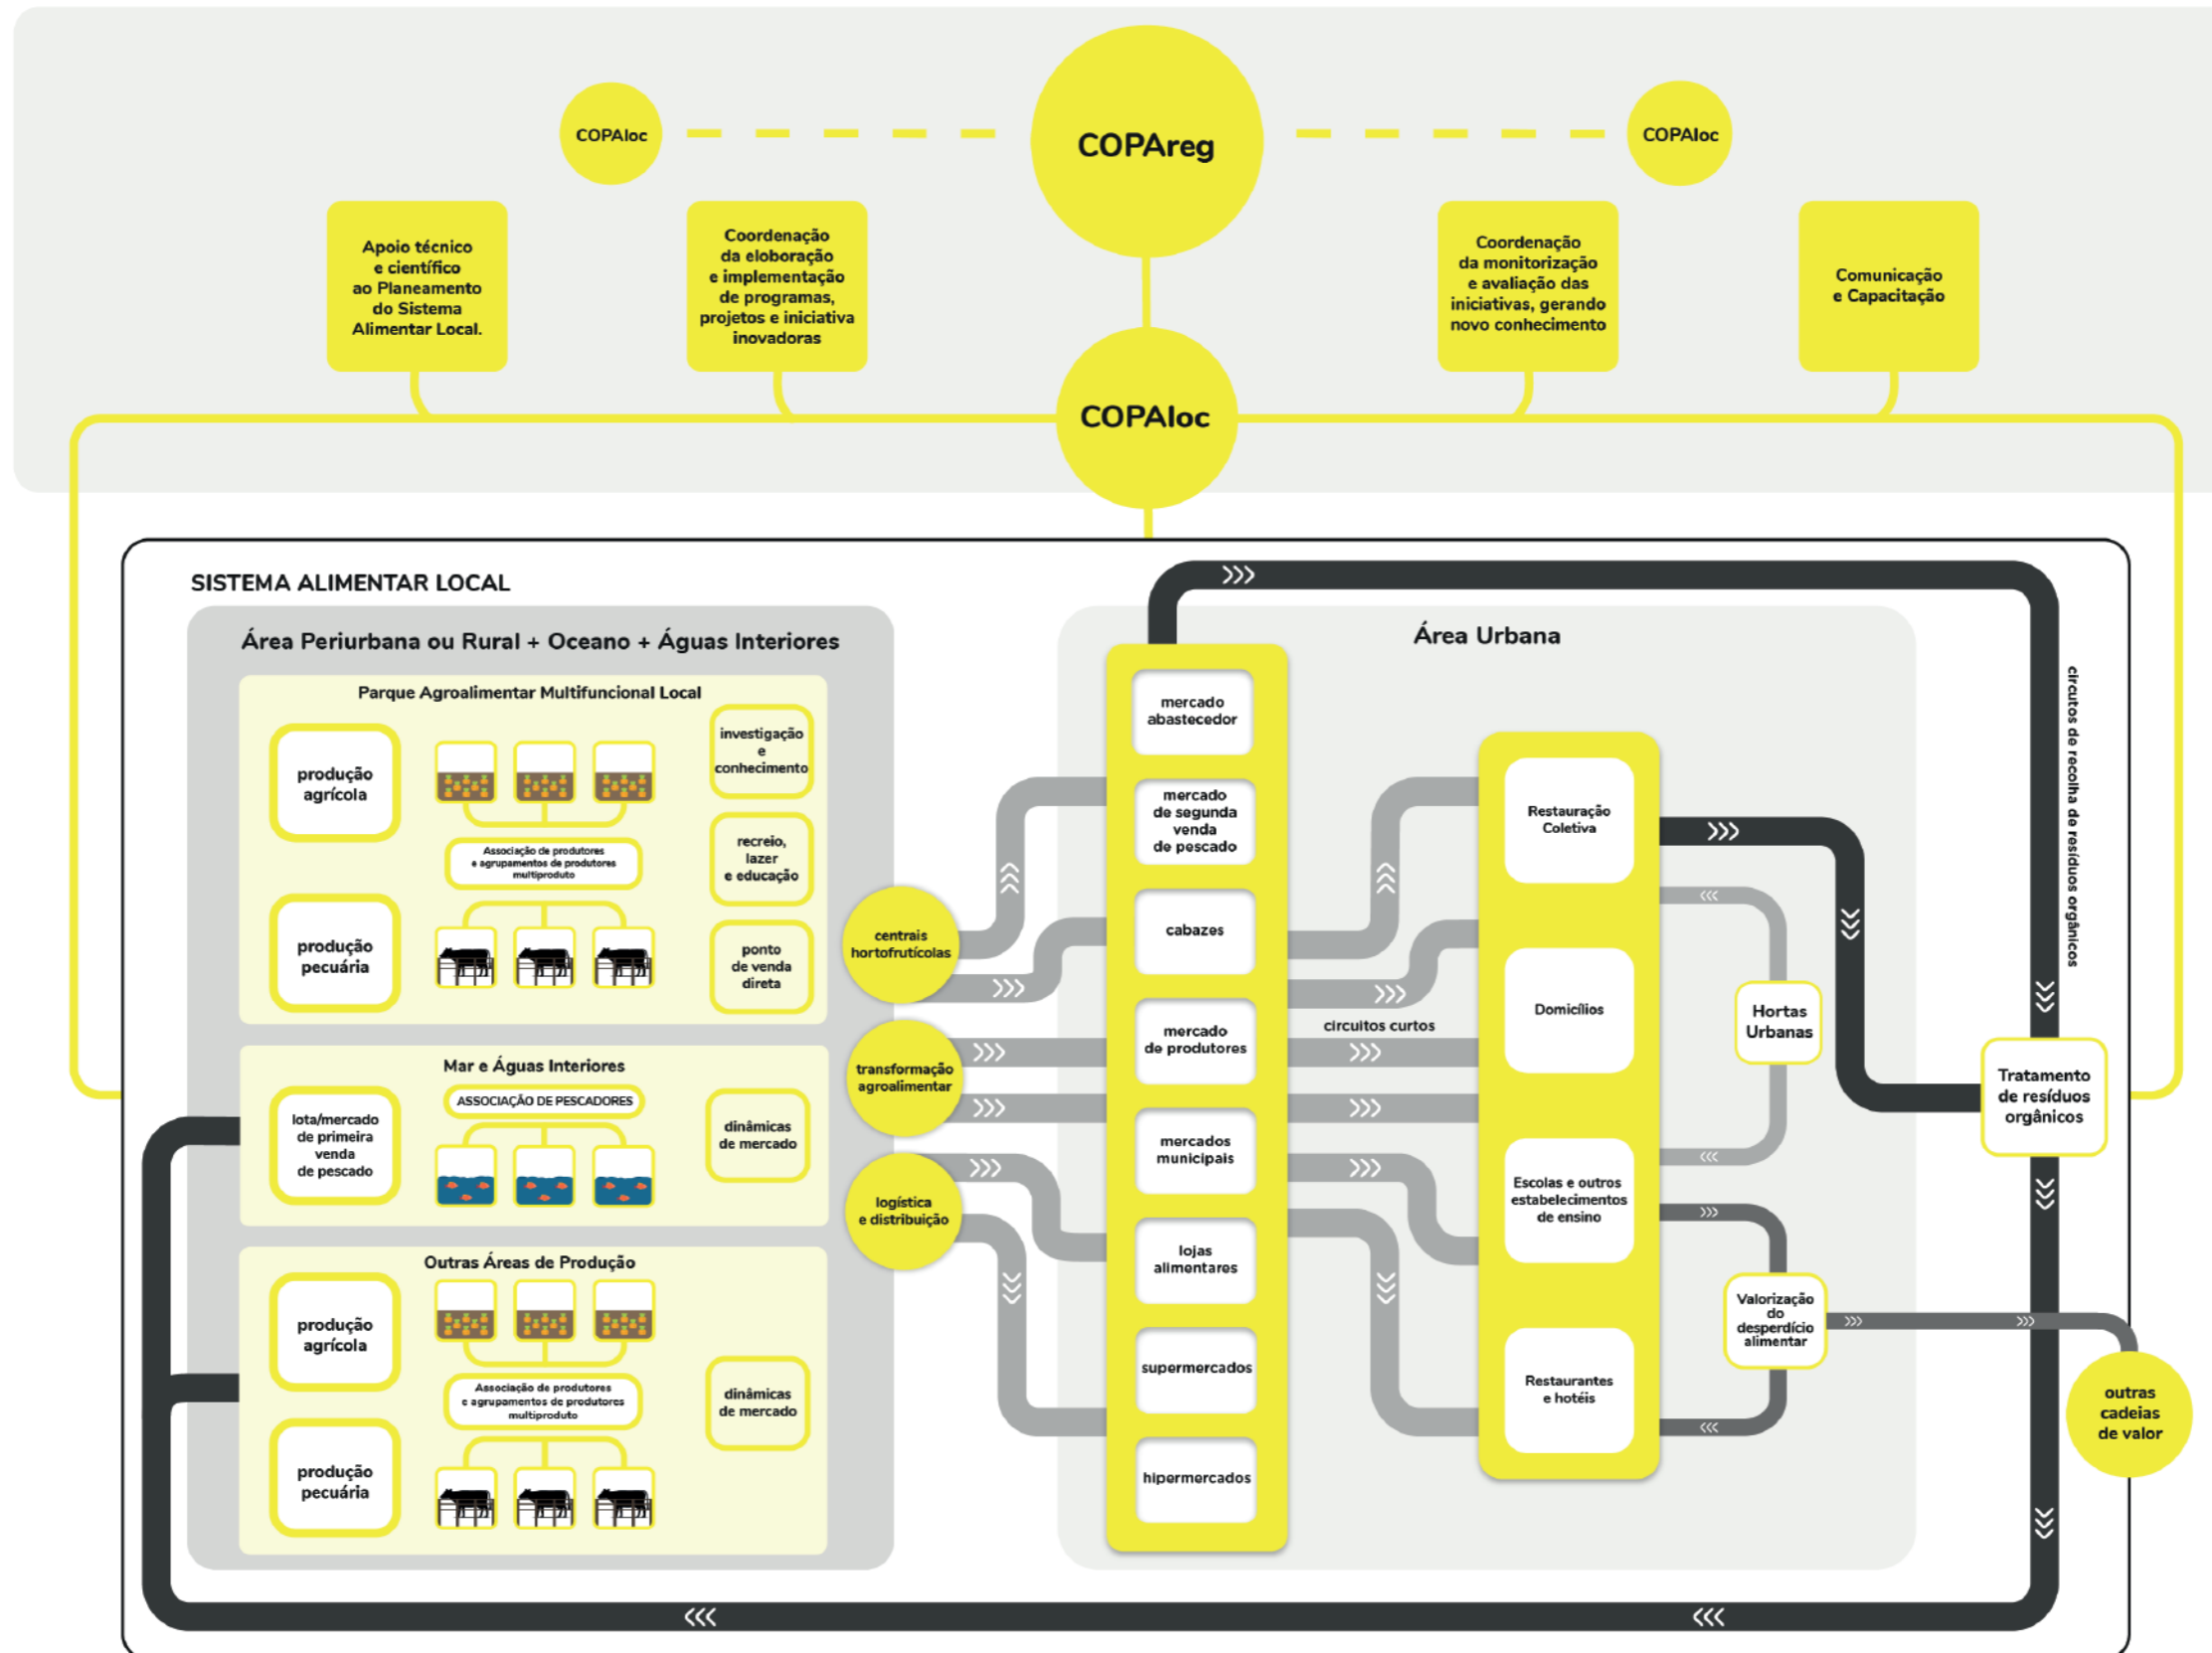 COPAreg
COPAloc
COPAloc
Apoio técnico
e científico
ao Planeamento
do Sistema
Alimentar Local.
Coordenação
da eloboração
e implementação
de programas,
projetos e iniciativa
inovadoras
Coordenação
da monitorização
e avaliação das
iniciativas, gerando
novo conhecimento
Comunicação
e Capacitação
COPAloc
SISTEMA ALIMENTAR LOCAL
Área Periurbana ou Rural + Oceano + Águas Interiores
Parque Agroalimentar Multifuncional Local
produção
agrícola
Associação de produtores
e agrupamentos de produtores
multiproduto
produção
pecuária
investigação
e
conhecimento
recreio,
lazer
e educação
ponto
de venda
direta
Mar e Águas Interiores
lota/mercado
de primeira
venda
de pescado
ASSOCIAÇÃO DE PESCADORES
dinâmicas
de mercado
Outras Áreas de Produção
produção
agrícola
Associação de produtores
e agrupamentos de produtores
multiproduto
produção
pecuária
dinâmicas
de mercado
centrais
hortofrutícolas
transformação
agroalimentar
logística
e distribuição
Área Urbana
mercado
abastecedor
mercado
de segunda
venda
de pescado
cabazes
mercado
de produtores
mercados
municipais
lojas
alimentares
supermercados
hipermercados
circuitos curtos
Restauração
Coletiva
Domicílios
Escolas e outros
estabelecimentos
de ensino
Restaurantes
e hotéis
Hortas
Urbanas
Valorização
do
desperdício
alimentar
circutos de recolha de resíduos orgânicos
Tratamento
de resíduos
orgânicos
outras
cadeias
de valor